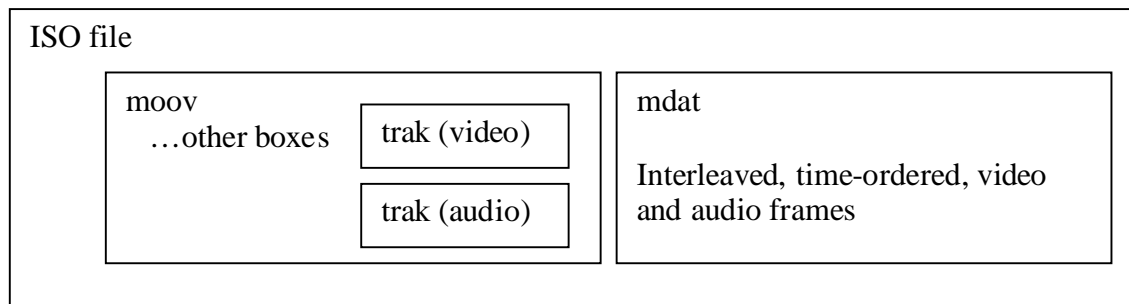 ISO file
moov
…other boxes
trak (video)
trak (audio)
mdat
Interleaved, time-ordered, video
and audio frames